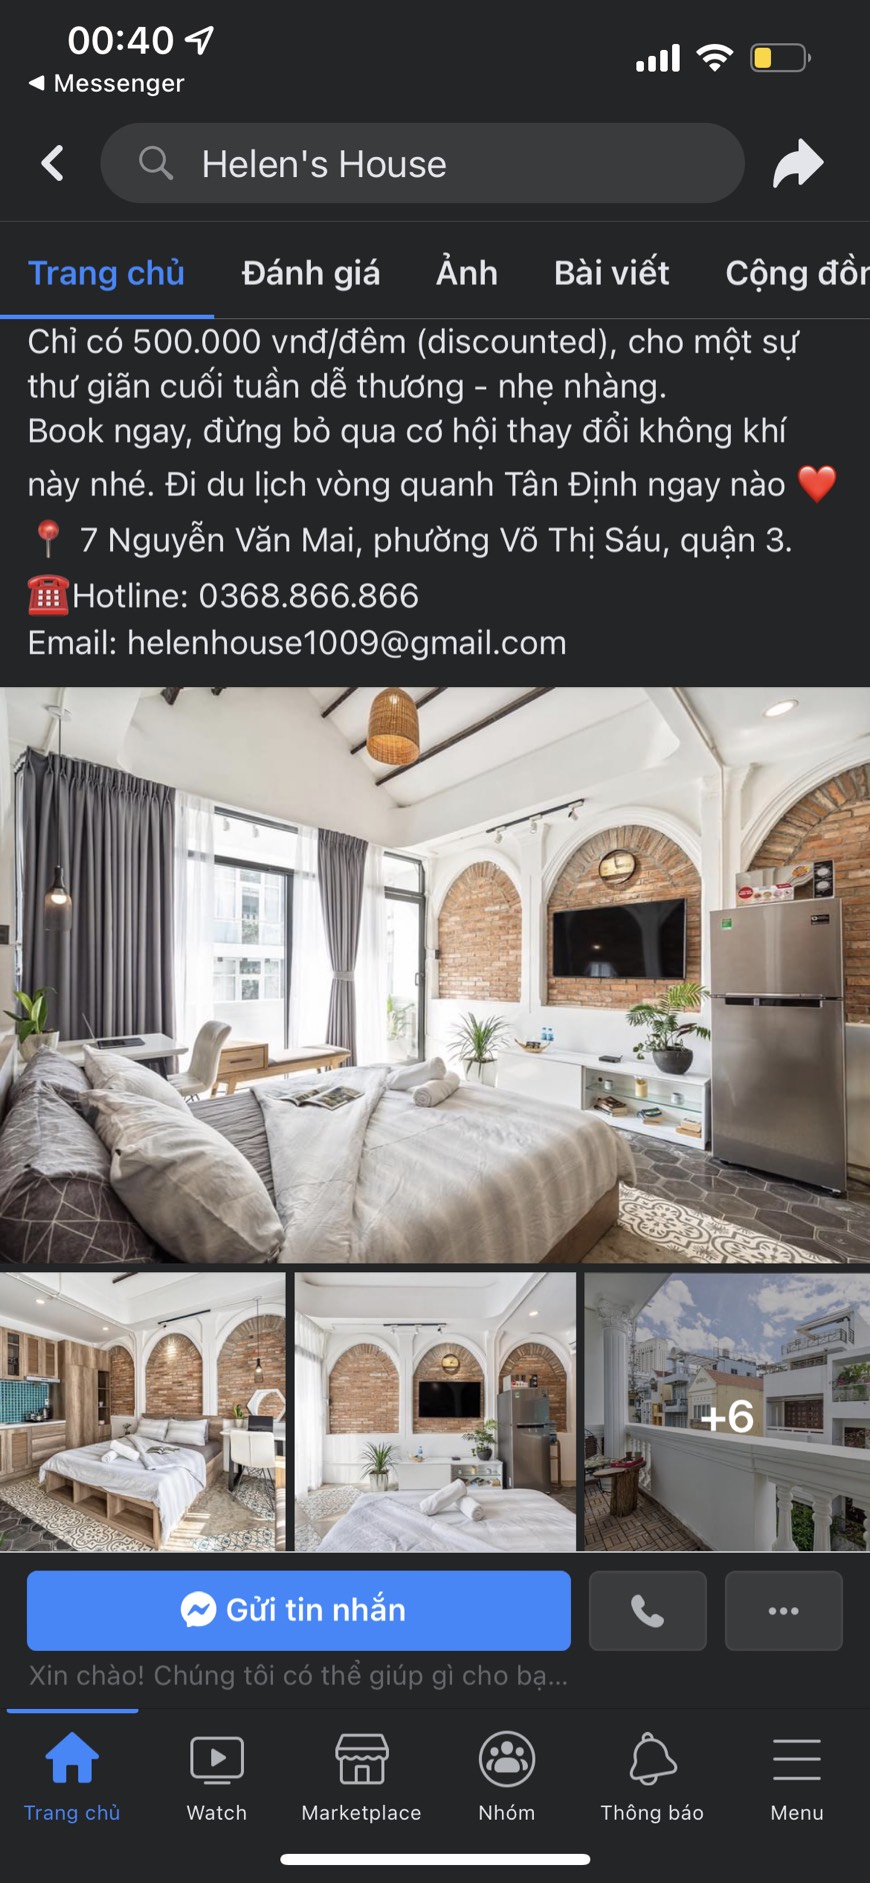 00:40
Messenger
Helen's House
Trang chủ
Đánh giá
Ảnh
Bài viết
Cộng đồn
Chỉ có 500.000 vnđ/đêm (discounted), cho một sự
thư giãn cuối tuần dễ thương - nhẹ nhàng.
Book ngay, đừng bỏ qua cơ hội thay đổi không khí
này nhé. Đi du lịch vòng quanh Tân Định ngay nào ❤️
📍 7 Nguyễn Văn Mai, phường Võ Thị Sáu, quận 3.
☎️Hotline: 0368.866.866
Email: helenhouse1009@gmail.com
+6
Gửi tin nhắn
Xin chào! Chúng tôi có thể giúp gì cho bạ...
Trang chủ
Watch
Marketplace
Nhóm
Thông báo
Menu